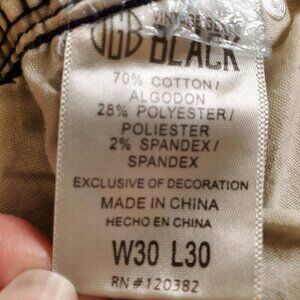 BLACK
70% COTTON/
ALGODON
28% POLYESTER/
POLIESTER
2% SPANDEX/
SPANDEX
EXCLUSIVE OF DECORATION
MADE IN CHINA
HECHO EN CHINA
W30 L30
RN #120382